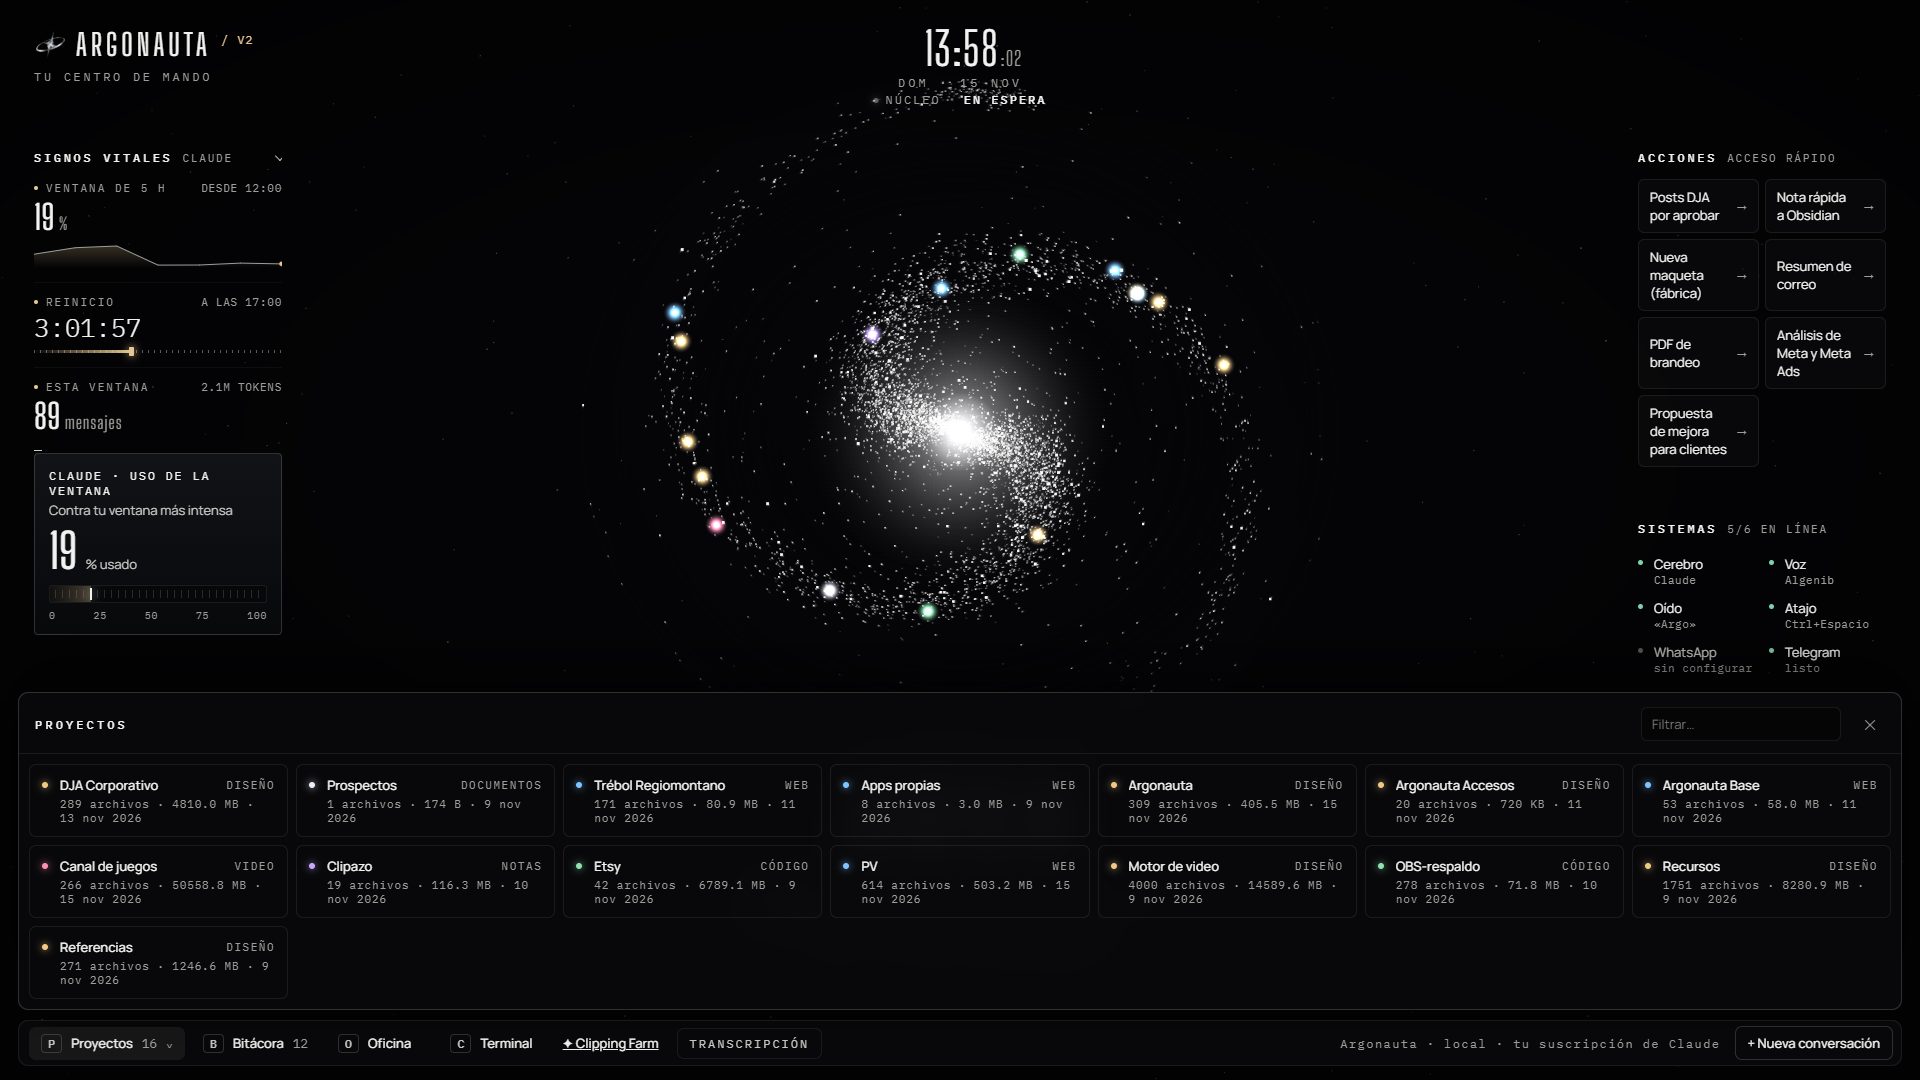 ARGONAUTA / V2
TU CENTRO DE MANDO
13:58:02
DOM · 15 NOV
NÚCLEO · EN ESPERA
SIGNOS VITALES CLAUDE
VENTANA DE 5 H DESDE 12:00
19 %
REINICIO A LAS 17:00
3:01:57
ESTA VENTANA 2.1M TOKENS
89 mensajes
CLAUDE · USO DE LA
VENTANA
Contra tu ventana más intensa
19 % usado
0 25 50 75 100
ACCIONES ACCESO RÁPIDO
Posts DJA
por aprobar →
Nota rápida
a Obsidian →
Nueva
maqueta →
(fábrica)
Resumen de
correo →
PDF de
brandeo →
Análisis de
Meta y Meta →
Ads
Propuesta
de mejora →
para clientes
SISTEMAS 5/6 EN LÍNEA
Cerebro
Claude
Voz
Algenib
Oído
«Argo»
Atajo
Ctrl+Espacio
WhatsApp
sin configurar
Telegram
listo
PROYECTOS
Filtrar…
DJA Corporativo DISEÑO
289 archivos · 4810.0 MB ·
13 nov 2026
Prospectos DOCUMENTOS
1 archivos · 174 B · 9 nov
2026
Trébol Regiomontano WEB
171 archivos · 80.9 MB · 11
nov 2026
Apps propias WEB
8 archivos · 3.0 MB · 9 nov
2026
Argonauta DISEÑO
309 archivos · 405.5 MB · 15
nov 2026
Argonauta Accesos DISEÑO
20 archivos · 720 KB · 11
nov 2026
Argonauta Base WEB
53 archivos · 58.0 MB · 11
nov 2026
Canal de juegos VIDEO
266 archivos · 50558.8 MB ·
15 nov 2026
Clipazo NOTAS
19 archivos · 116.3 MB · 10
nov 2026
Etsy CÓDIGO
42 archivos · 6789.1 MB · 9
nov 2026
PV WEB
614 archivos · 503.2 MB · 15
nov 2026
Motor de video DISEÑO
4000 archivos · 14589.6 MB ·
9 nov 2026
OBS-respaldo CÓDIGO
278 archivos · 71.8 MB · 10
nov 2026
Recursos DISEÑO
1751 archivos · 8280.9 MB ·
9 nov 2026
Referencias DISEÑO
271 archivos · 1246.6 MB · 9
nov 2026
P Proyectos 16
B Bitácora 12
O Oficina
C Terminal
✦ Clipping Farm
TRANSCRIPCIÓN
Argonauta · local · tu suscripción de Claude
+ Nueva conversación